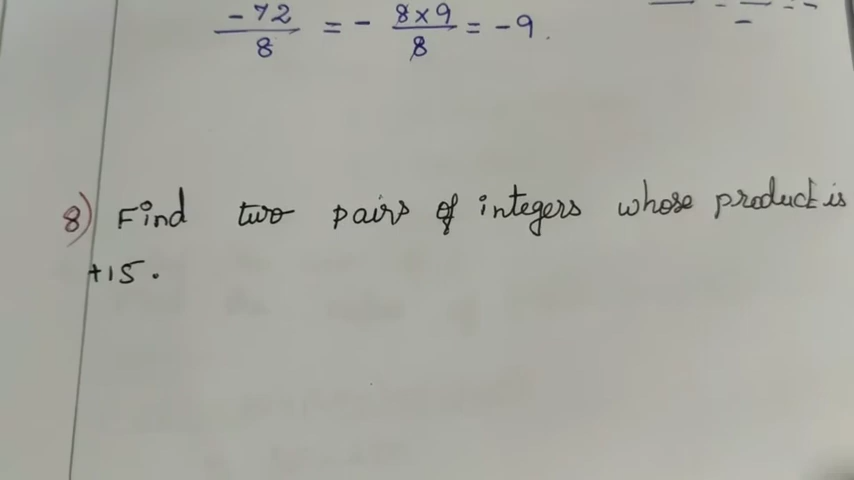 -72/8 = - 8×9/8 = -9.
8) Find two pairs of integers whose product is
+15.